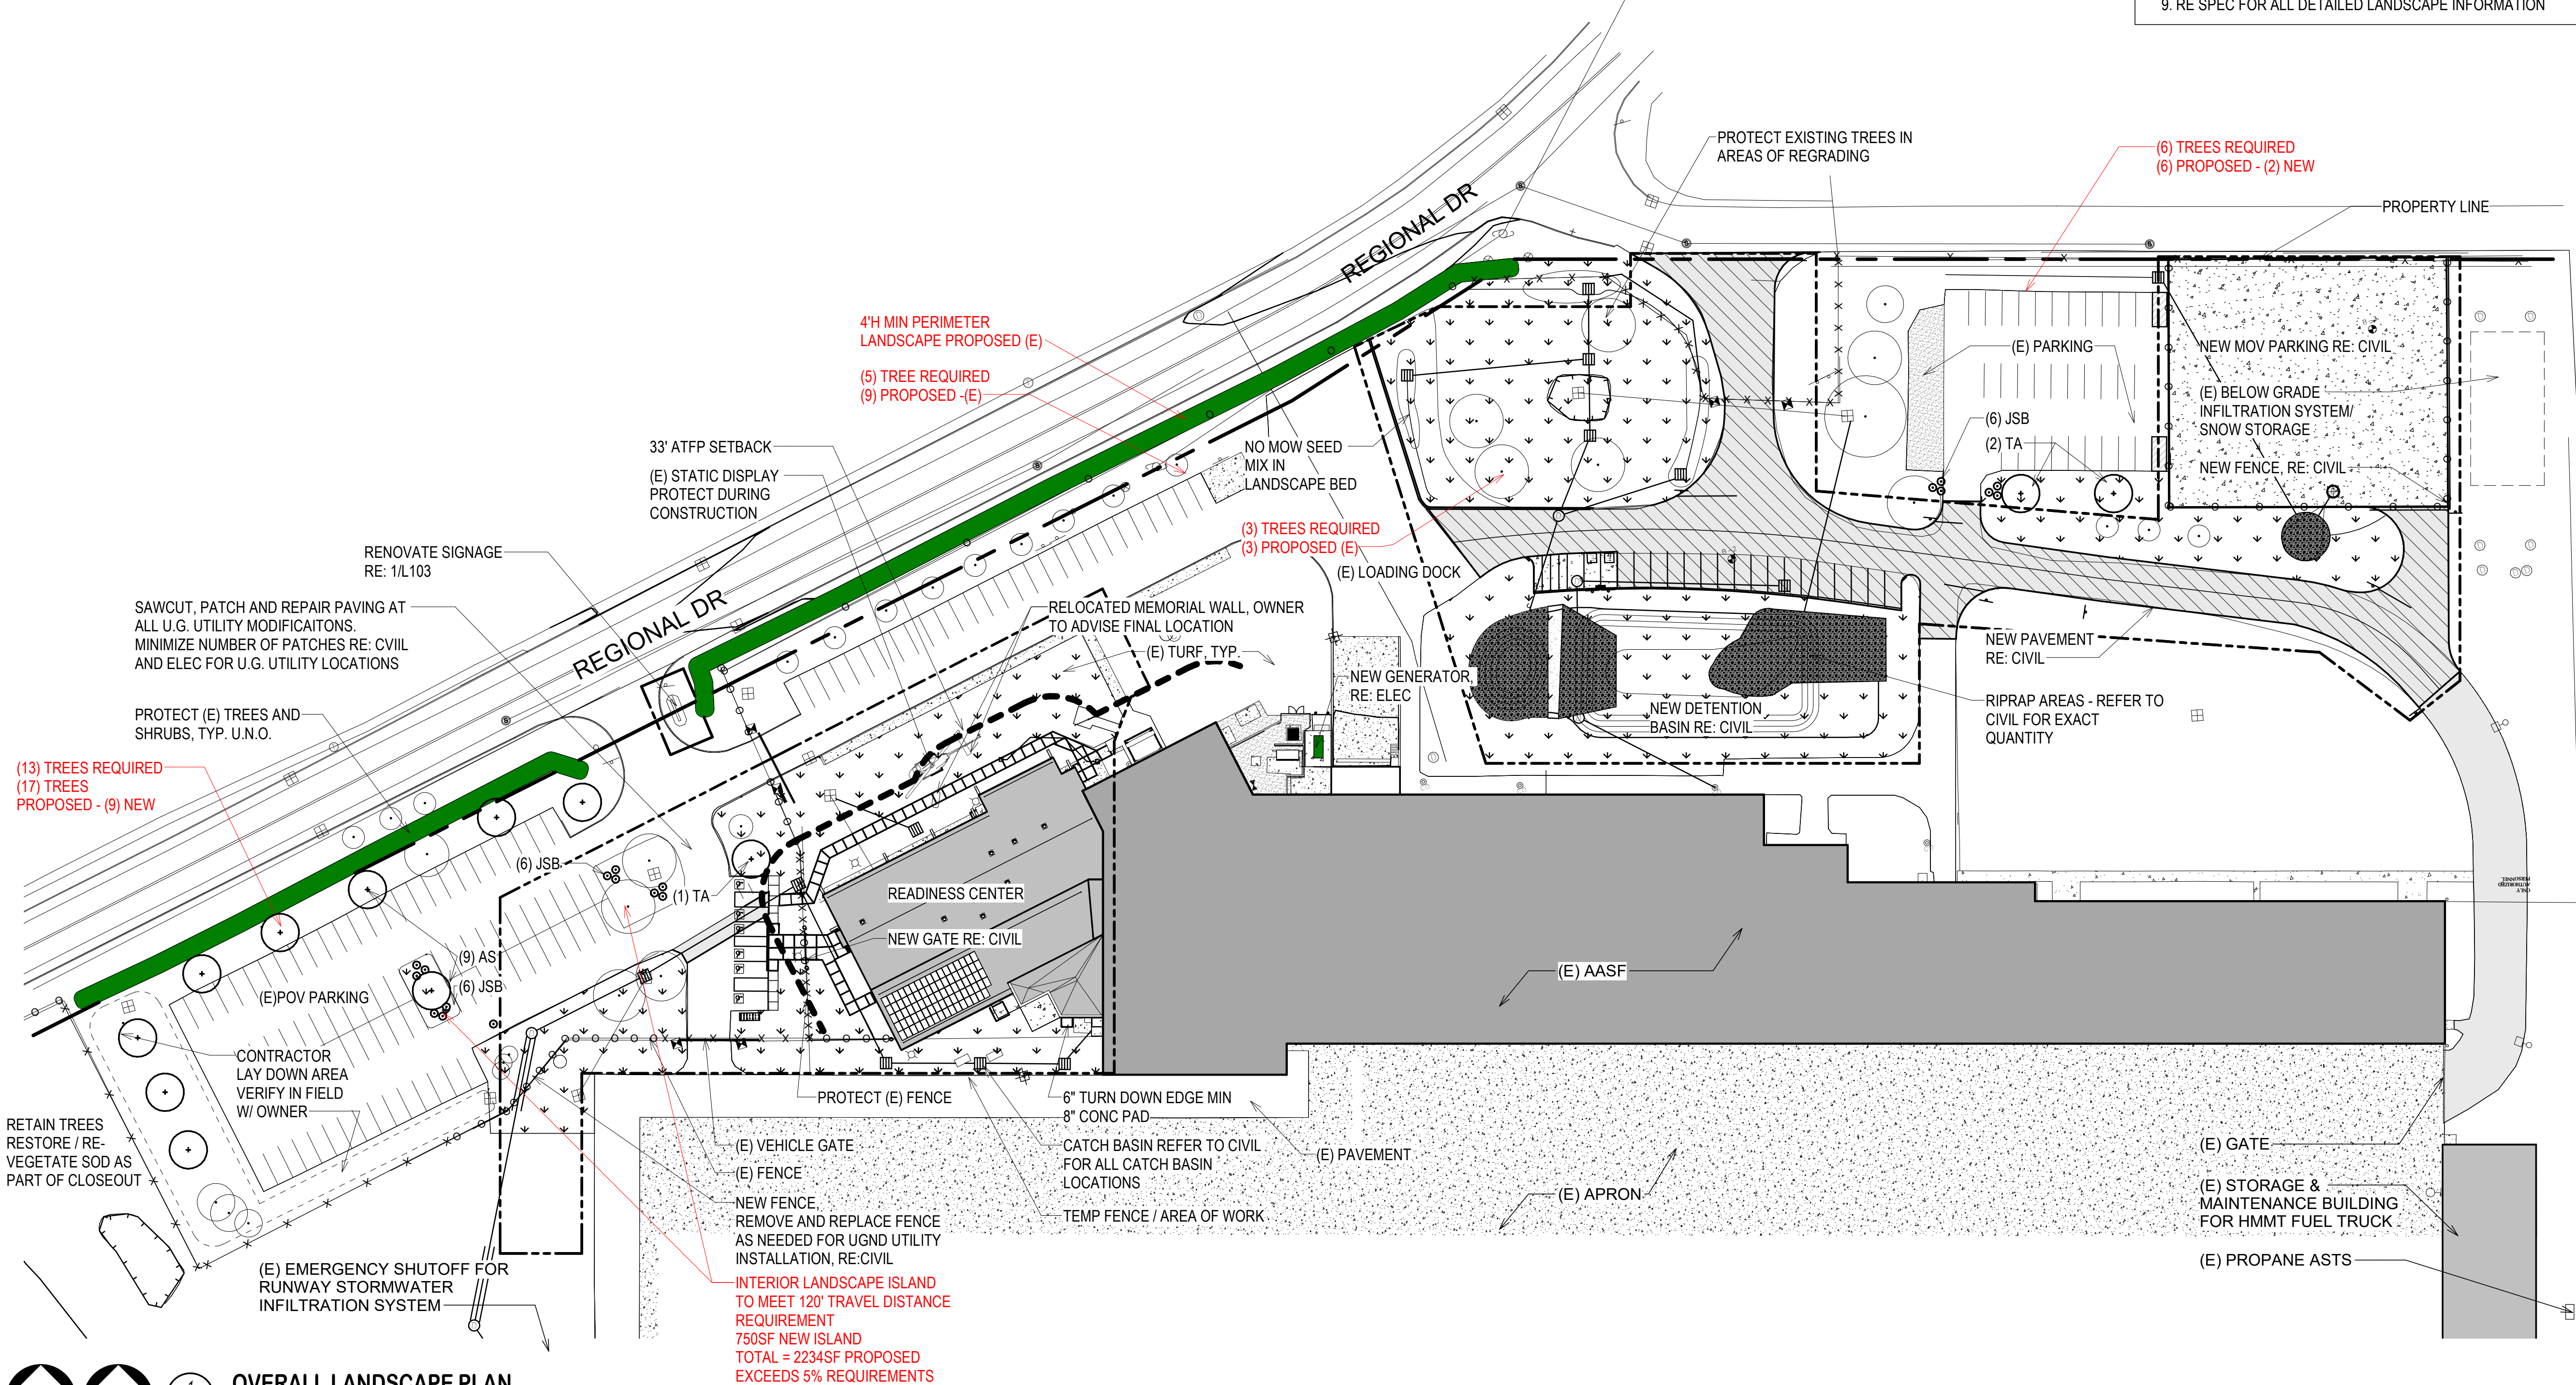 9. RE SPEC FOR ALL DETAILED LANDSCAPE INFORMATION
PROTECT EXISTING TREES IN
AREAS OF REGRADING
(6) TREES REQUIRED
(6) PROPOSED - (2) NEW
PROPERTY LINE
REGIONAL DR
4'H MIN PERIMETER
LANDSCAPE PROPOSED (E)
(5) TREE REQUIRED
(9) PROPOSED -(E)
(E) PARKING
NEW MOV PARKING RE: CIVIL
(E) BELOW GRADE
INFILTRATION SYSTEM/
SNOW STORAGE
(6) JSB
(2) TA
NEW FENCE, RE: CIVIL
33' ATFP SETBACK
(E) STATIC DISPLAY
PROTECT DURING
CONSTRUCTION
NO MOW SEED
MIX IN
LANDSCAPE BED
(3) TREES REQUIRED
(3) PROPOSED (E)
(E) LOADING DOCK
RENOVATE SIGNAGE
RE: 1/L103
REGIONAL DR
SAWCUT, PATCH AND REPAIR PAVING AT
ALL U.G. UTILITY MODIFICAITONS.
MINIMIZE NUMBER OF PATCHES RE: CVIIL
AND ELEC FOR U.G. UTILITY LOCATIONS
RELOCATED MEMORIAL WALL, OWNER
TO ADVISE FINAL LOCATION
(E) TURF, TYP.
NEW GENERATOR,
RE: ELEC
NEW DETENTION
BASIN RE: CIVIL
NEW PAVEMENT
RE: CIVIL
RIPRAP AREAS - REFER TO
CIVIL FOR EXACT
QUANTITY
PROTECT (E) TREES AND
SHRUBS, TYP. U.N.O.
(13) TREES REQUIRED
(17) TREES
PROPOSED - (9) NEW
(6) JSB
(1) TA
READINESS CENTER
NEW GATE RE: CIVIL
ONLY
AUTHORIZED
PERSONNEL
(9) AS
(6) JSB
(E)POV PARKING
(E) AASF
CONTRACTOR
LAY DOWN AREA
VERIFY IN FIELD
W/ OWNER
RETAIN TREES
RESTORE / RE-
VEGETATE SOD AS
PART OF CLOSEOUT
PROTECT (E) FENCE
6" TURN DOWN EDGE MIN
8" CONC PAD
(E) VEHICLE GATE
(E) FENCE
CATCH BASIN REFER TO CIVIL
FOR ALL CATCH BASIN
LOCATIONS
(E) PAVEMENT
(E) GATE
NEW FENCE,
REMOVE AND REPLACE FENCE
AS NEEDED FOR UGND UTILITY
INSTALLATION, RE:CIVIL
TEMP FENCE / AREA OF WORK
(E) APRON
(E) STORAGE &
MAINTENANCE BUILDING
FOR HMMT FUEL TRUCK
(E) PROPANE ASTS
(E) EMERGENCY SHUTOFF FOR
RUNWAY STORMWATER
INFILTRATION SYSTEM
INTERIOR LANDSCAPE ISLAND
TO MEET 120' TRAVEL DISTANCE
REQUIREMENT
750SF NEW ISLAND
TOTAL = 2234SF PROPOSED
EXCEEDS 5% REQUIREMENTS
OVERALL LANDSCAPE PLAN